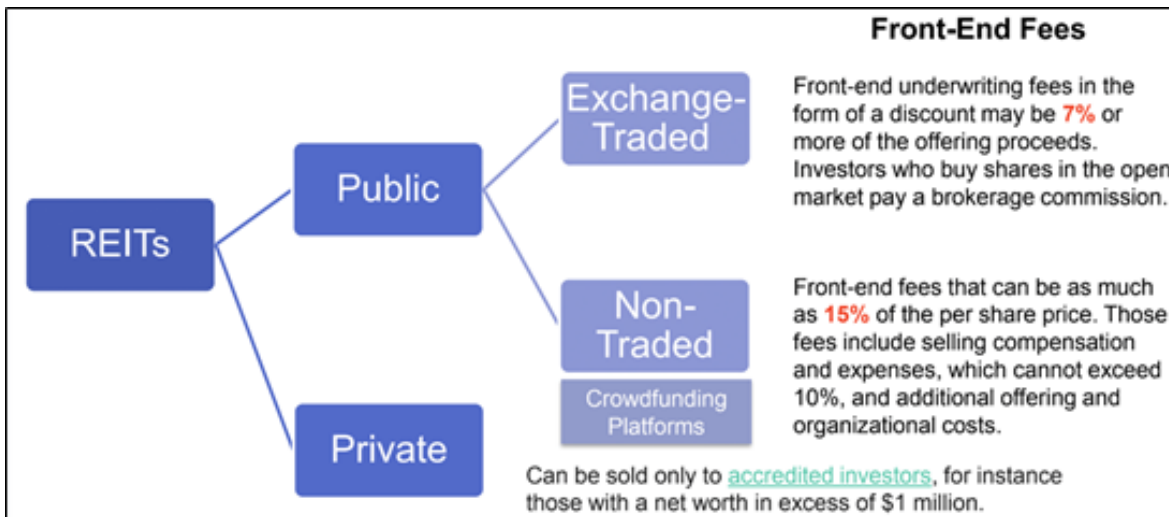 Front-End Fees
Exchange-
Traded
Front-end underwriting fees in the
form of a discount may be 7% or
more of the offering proceeds.
Investors who buy shares in the open
market pay a brokerage commission.
Public
REITs
Non-
Traded
Crowdfunding
Platforms
Front-end fees that can be as much
as 15% of the per share price. Those
fees include selling compensation
and expenses, which cannot exceed
10%, and additional offering and
organizational costs.
Private
Can be sold only to accredited investors, for instance
those with a net worth in excess of $1 million.